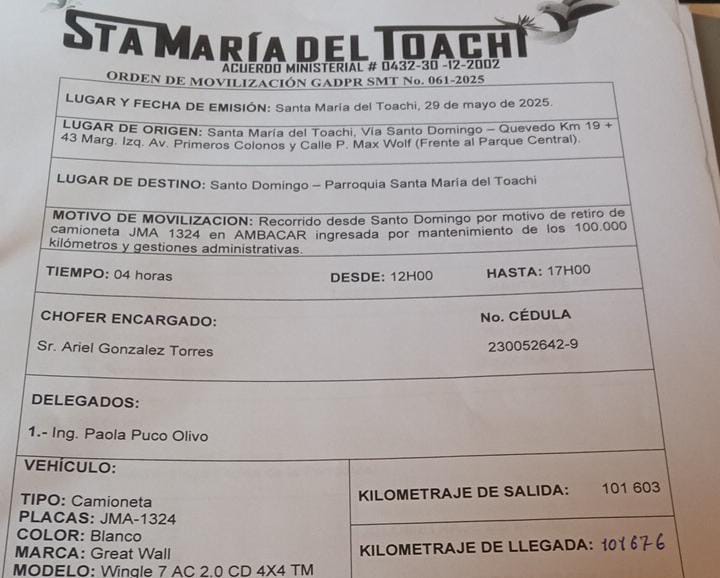 STA MARÍA DEL TOACHI
ACUERDO MINISTERIAL # 0432-30 -12-2002
ORDEN DE MOVILIZACIÓN GADPR SMT No. 061-2025
LUGAR Y FECHA DE EMISIÓN: Santa María del Toachi, 29 de mayo de 2025.
LUGAR DE ORIGEN: Santa María del Toachi, Vía Santo Domingo – Quevedo Km 19 +
43 Marg. Izq. Av. Primeros Colonos y Calle P. Max Wolf (Frente al Parque Central).
LUGAR DE DESTINO: Santo Domingo – Parroquia Santa María del Toachi
MOTIVO DE MOVILIZACION: Recorrido desde Santo Domingo por motivo de retiro de
camioneta JMA 1324 en AMBACAR ingresada por mantenimiento de los 100.000
kilómetros y gestiones administrativas.
TIEMPO: 04 horas DESDE: 12H00 HASTA: 17H00
CHOFER ENCARGADO: No. CÉDULA
Sr. Ariel Gonzalez Torres 230052642-9
DELEGADOS:
1.- Ing. Paola Puco Olivo
VEHÍCULO:
TIPO: Camioneta
PLACAS: JMA-1324
COLOR: Blanco
MARCA: Great Wall
MODELO: Wingle 7 AC 2.0 CD 4X4 TM
KILOMETRAJE DE SALIDA: 101 603
KILOMETRAJE DE LLEGADA: 101676